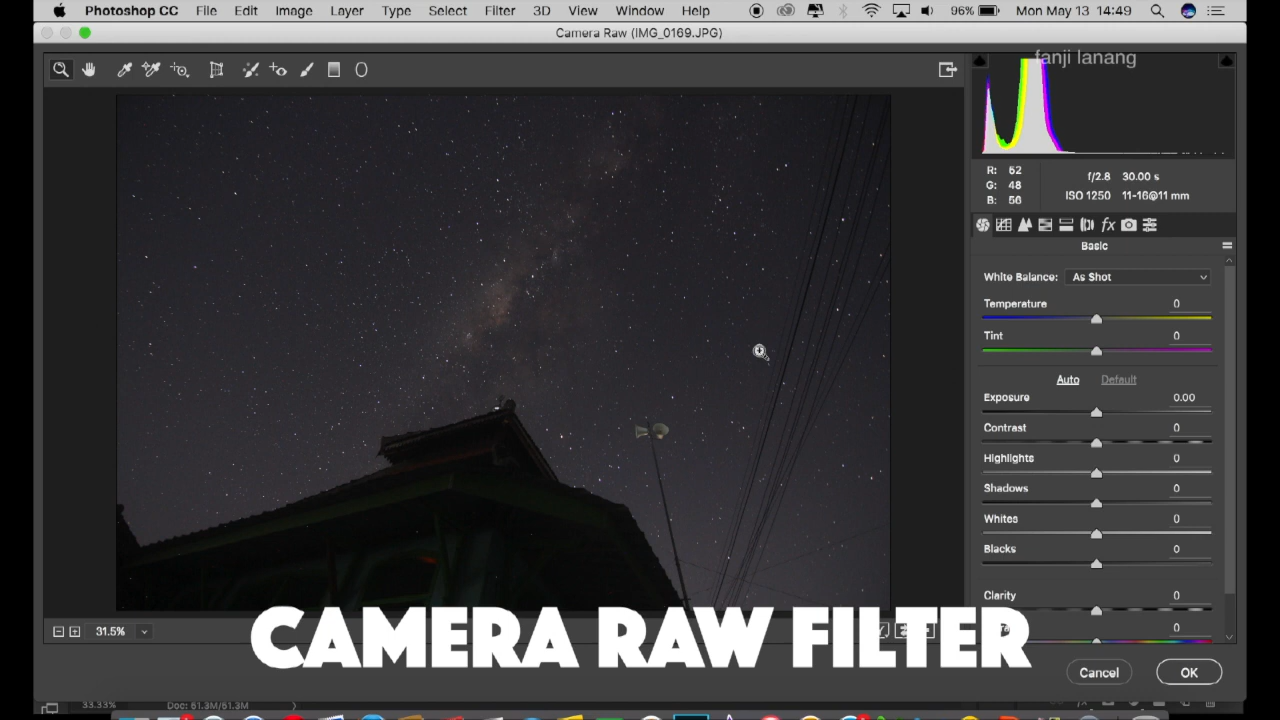 Photoshop CC File Edit Image Layer Type Select Filter 3D View Window Help 96% Mon May 13 14:49
Camera Raw (IMG_0169.JPG)
fanji lanang
R: 52
G: 48
B: 56
f/2.8 30.00 s
ISO 1250 11-16@11 mm
fx
Basic
White Balance: As Shot
Temperature 0
Tint 0
Auto Default
Exposure 0.00
Contrast 0
Highlights 0
Shadows 0
Whites 0
Blacks 0
Clarity 0
0
31.5%
CAMERA RAW FILTER
Cancel OK
33.33% Doc: 61.3M/61.3M